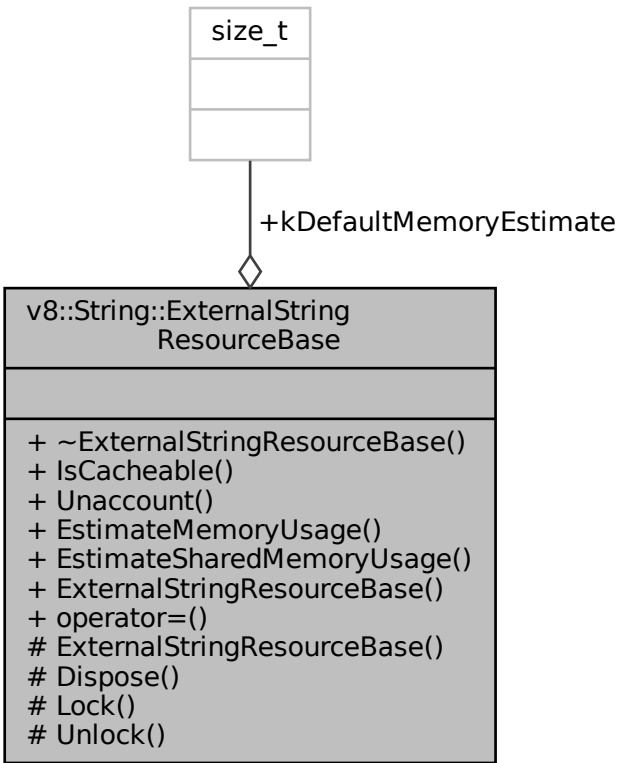 size_t
+kDefaultMemoryEstimate
v8::String::ExternalString
ResourceBase
+ ~ExternalStringResourceBase()
+ IsCacheable()
+ Unaccount()
+ EstimateMemoryUsage()
+ EstimateSharedMemoryUsage()
+ ExternalStringResourceBase()
+ operator=()
# ExternalStringResourceBase()
# Dispose()
# Lock()
# Unlock()